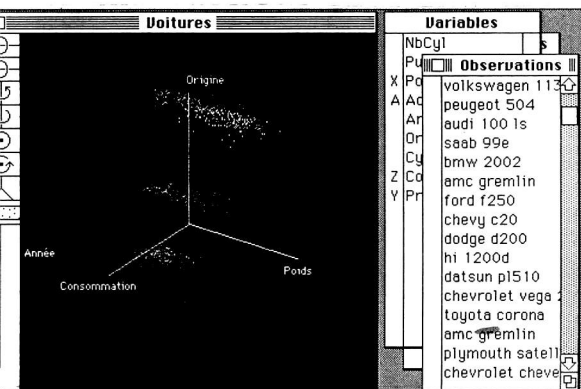 Voitures
Origine
Année
Consommation
Poids
Variables
NbCyl
Pu
X Po
A Ac
An
Or
Cy
Z Co
Y Pr
s
Observations
volkswagen 113
peugeot 504
audi 100 ls
saab 99e
bmw 2002
amc gremlin
ford f250
chevy c20
dodge d200
hi 1200d
datsun pl510
chevrolet vega 2
toyota corona
amc gremlin
plymouth satell
chevrolet cheve